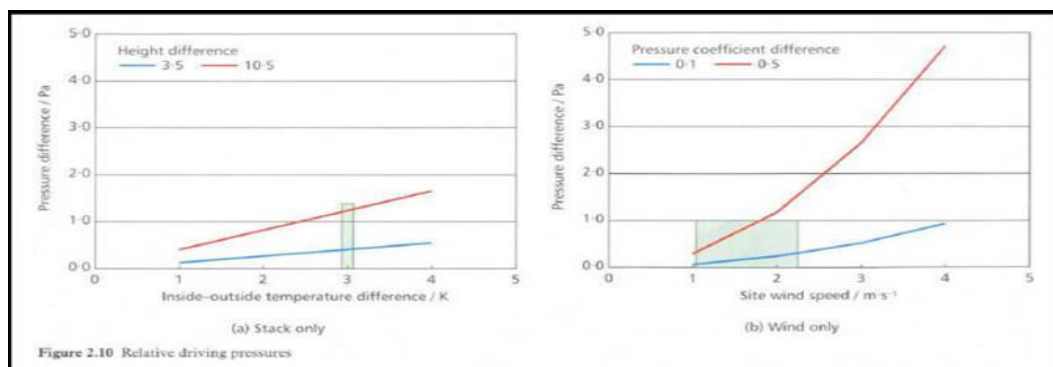 Height difference
3·5 10·5
Pressure difference / Pa
5·0
4·0
3·0
2·0
1·0
0·0
0 1 2 3 4 5
Inside–outside temperature difference / K
(a) Stack only
Pressure coefficient difference
0·1 0·5
Pressure difference / Pa
5·0
4·0
3·0
2·0
1·0
0·0
0 1 2 3 4 5
Site wind speed / m·s⁻¹
(b) Wind only
Figure 2.10 Relative driving pressures